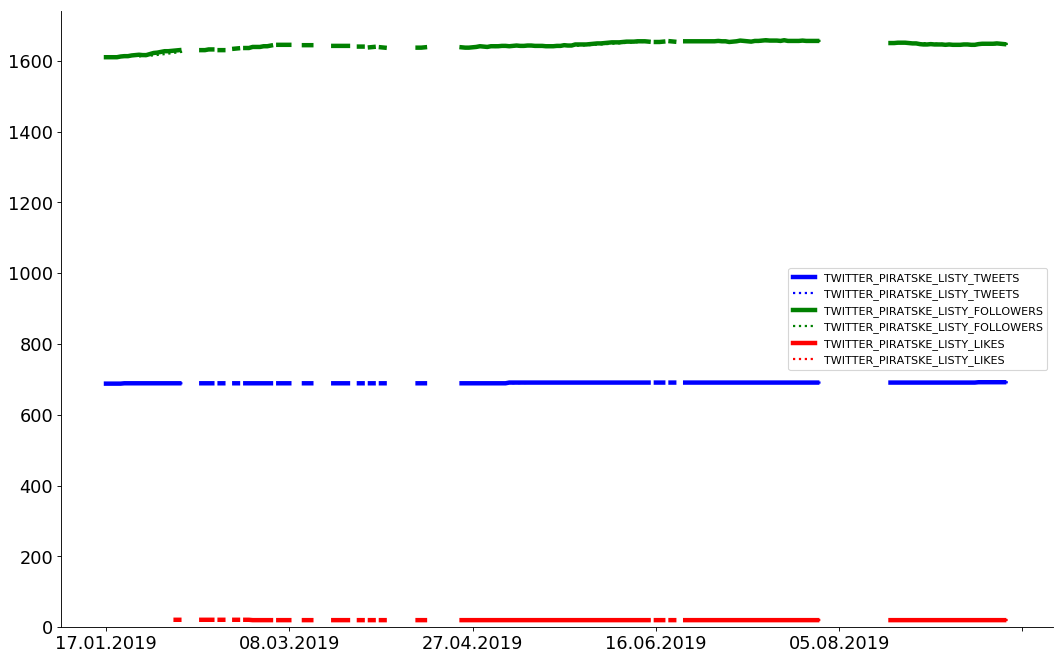 1600
1400
1200
1000
800
600
400
200
0
17.01.2019 08.03.2019 27.04.2019 16.06.2019 05.08.2019
TWITTER_PIRATSKE_LISTY_TWEETS
TWITTER_PIRATSKE_LISTY_TWEETS
TWITTER_PIRATSKE_LISTY_FOLLOWERS
TWITTER_PIRATSKE_LISTY_FOLLOWERS
TWITTER_PIRATSKE_LISTY_LIKES
TWITTER_PIRATSKE_LISTY_LIKES